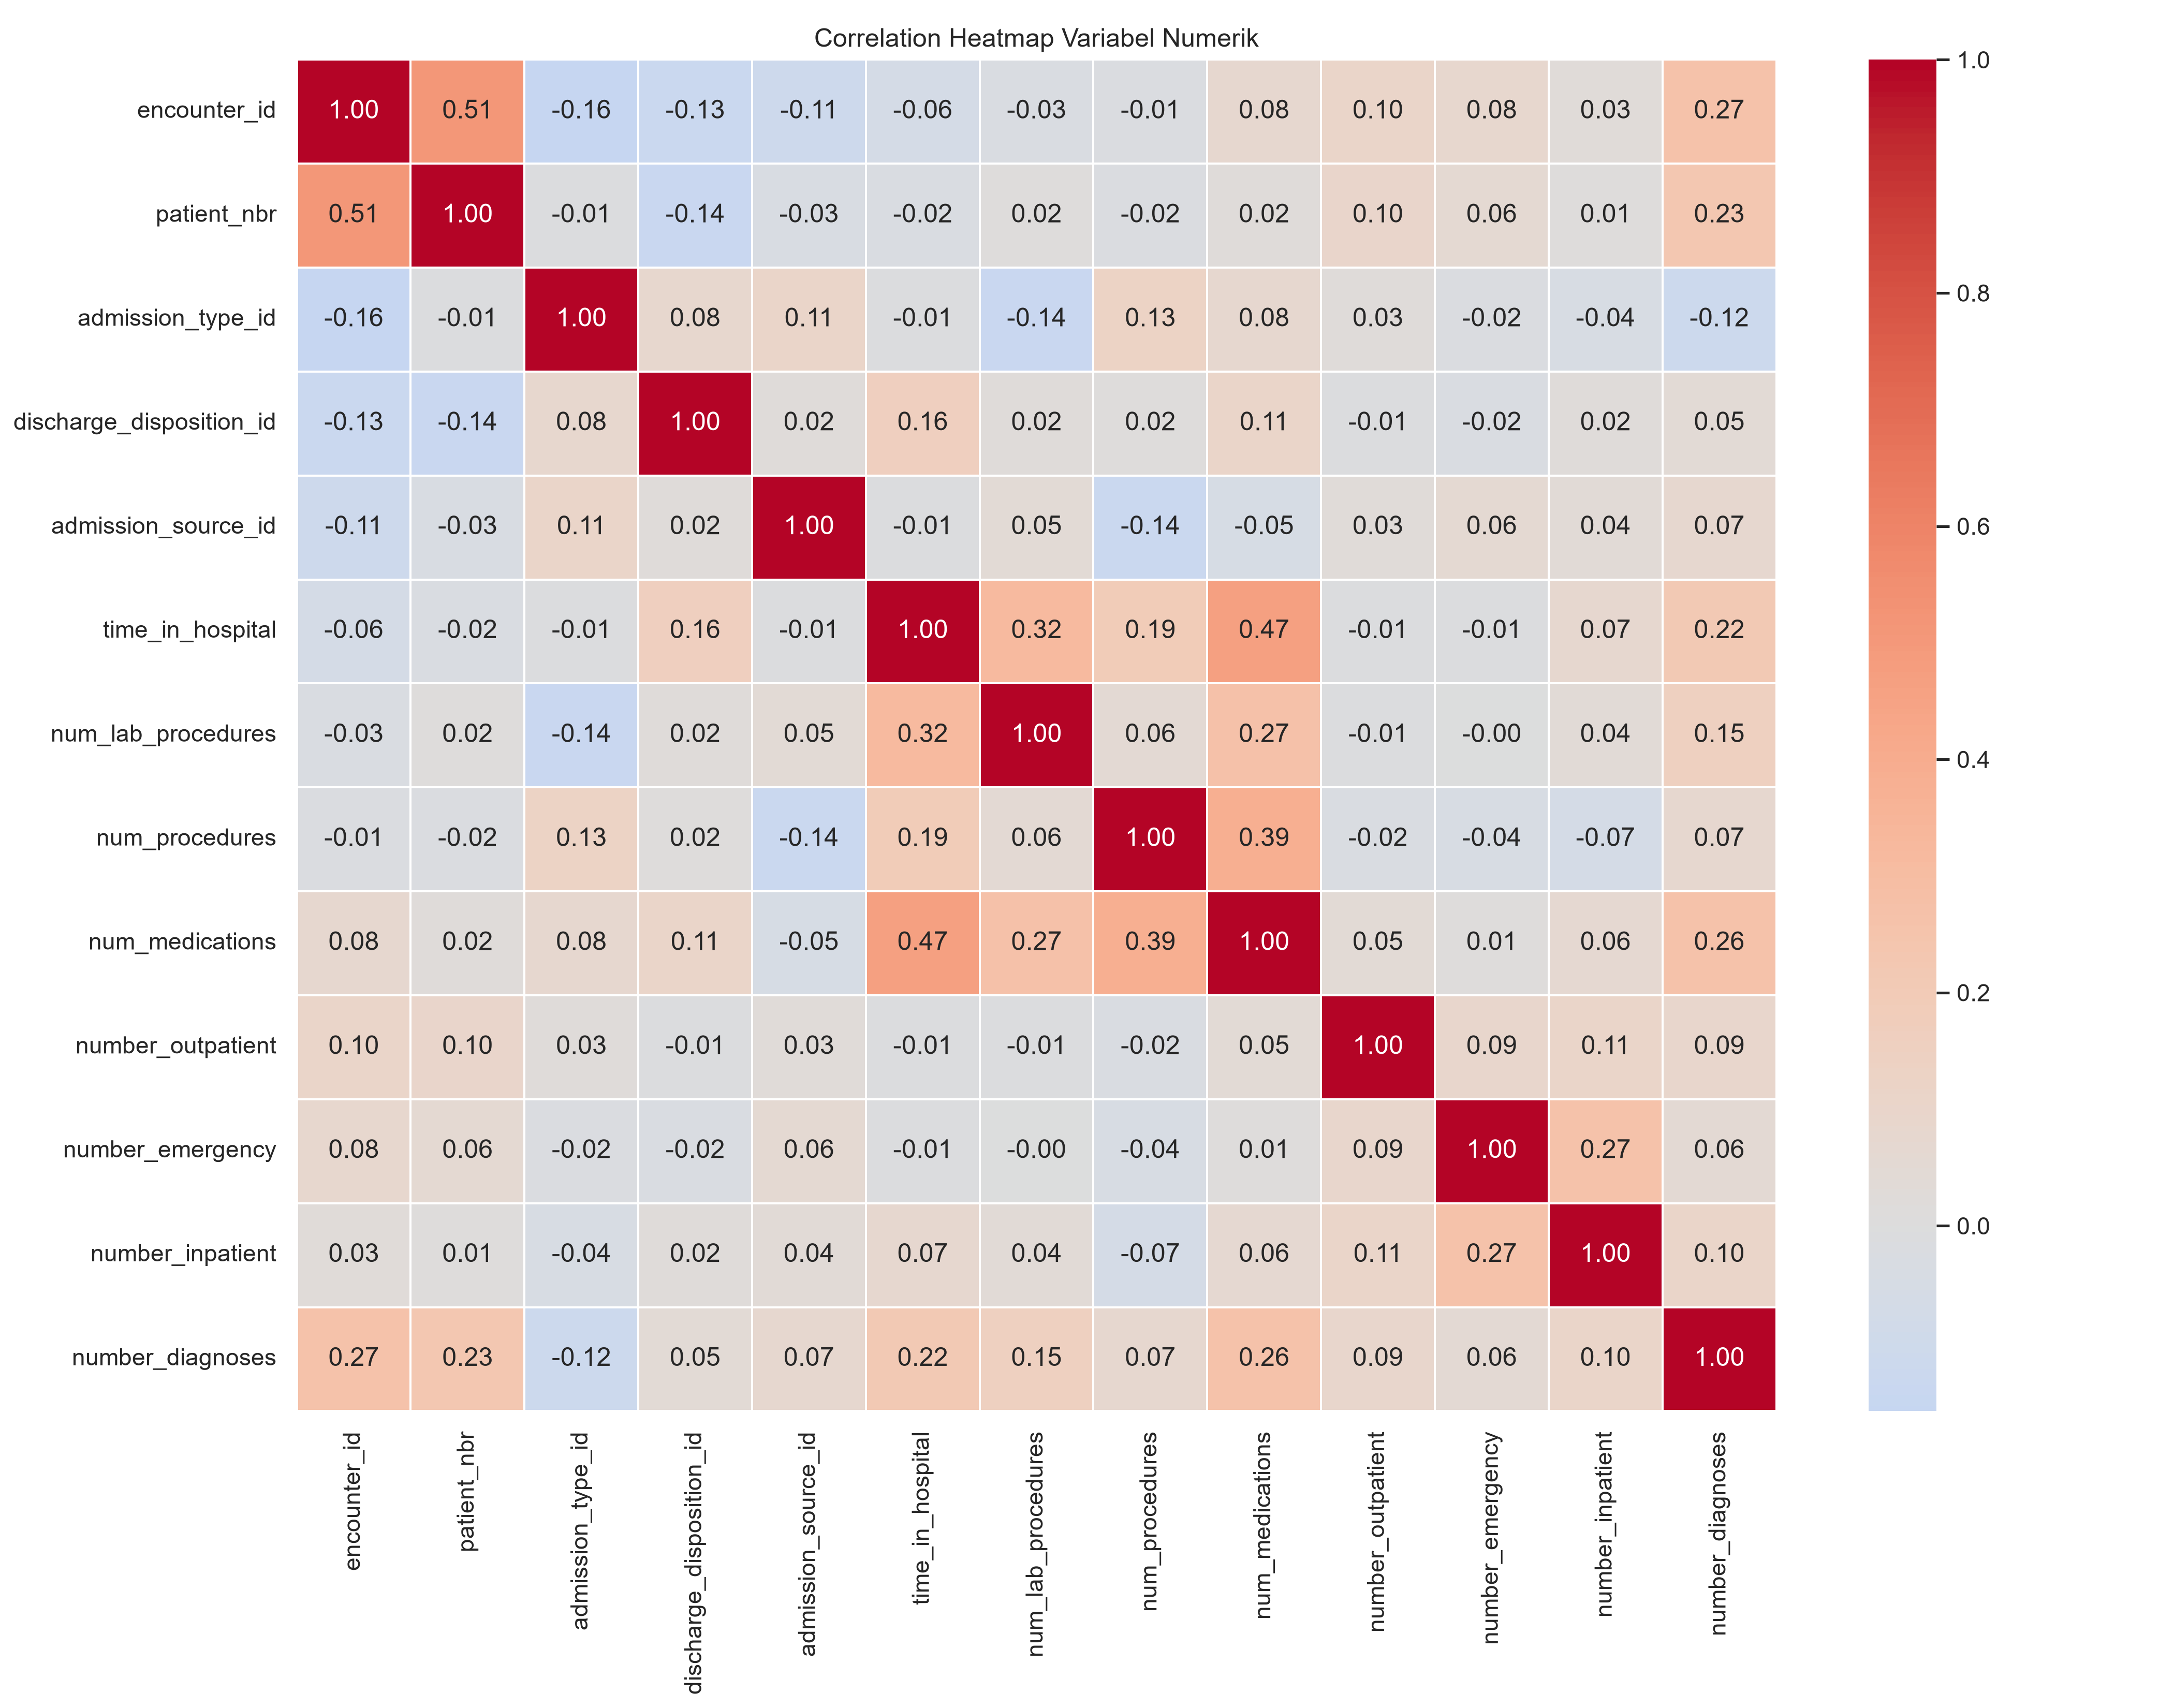 Correlation Heatmap Variabel Numerik
encounter_id 1.00 0.51 -0.16 -0.13 -0.11 -0.06 -0.03 -0.01 0.08 0.10 0.08 0.03 0.27
patient_nbr 0.51 1.00 -0.01 -0.14 -0.03 -0.02 0.02 -0.02 0.02 0.10 0.06 0.01 0.23
admission_type_id -0.16 -0.01 1.00 0.08 0.11 -0.01 -0.14 0.13 0.08 0.03 -0.02 -0.04 -0.12
discharge_disposition_id -0.13 -0.14 0.08 1.00 0.02 0.16 0.02 0.02 0.11 -0.01 -0.02 0.02 0.05
admission_source_id -0.11 -0.03 0.11 0.02 1.00 -0.01 0.05 -0.14 -0.05 0.03 0.06 0.04 0.07
time_in_hospital -0.06 -0.02 -0.01 0.16 -0.01 1.00 0.32 0.19 0.47 -0.01 -0.01 0.07 0.22
num_lab_procedures -0.03 0.02 -0.14 0.02 0.05 0.32 1.00 0.06 0.27 -0.01 -0.00 0.04 0.15
num_procedures -0.01 -0.02 0.13 0.02 -0.14 0.19 0.06 1.00 0.39 -0.02 -0.04 -0.07 0.07
num_medications 0.08 0.02 0.08 0.11 -0.05 0.47 0.27 0.39 1.00 0.05 0.01 0.06 0.26
number_outpatient 0.10 0.10 0.03 -0.01 0.03 -0.01 -0.01 -0.02 0.05 1.00 0.09 0.11 0.09
number_emergency 0.08 0.06 -0.02 -0.02 0.06 -0.01 -0.00 -0.04 0.01 0.09 1.00 0.27 0.06
number_inpatient 0.03 0.01 -0.04 0.02 0.04 0.07 0.04 -0.07 0.06 0.11 0.27 1.00 0.10
number_diagnoses 0.27 0.23 -0.12 0.05 0.07 0.22 0.15 0.07 0.26 0.09 0.06 0.10 1.00
encounter_id
patient_nbr
admission_type_id
discharge_disposition_id
admission_source_id
time_in_hospital
num_lab_procedures
num_procedures
num_medications
number_outpatient
number_emergency
number_inpatient
number_diagnoses
1.0
0.8
0.6
0.4
0.2
0.0